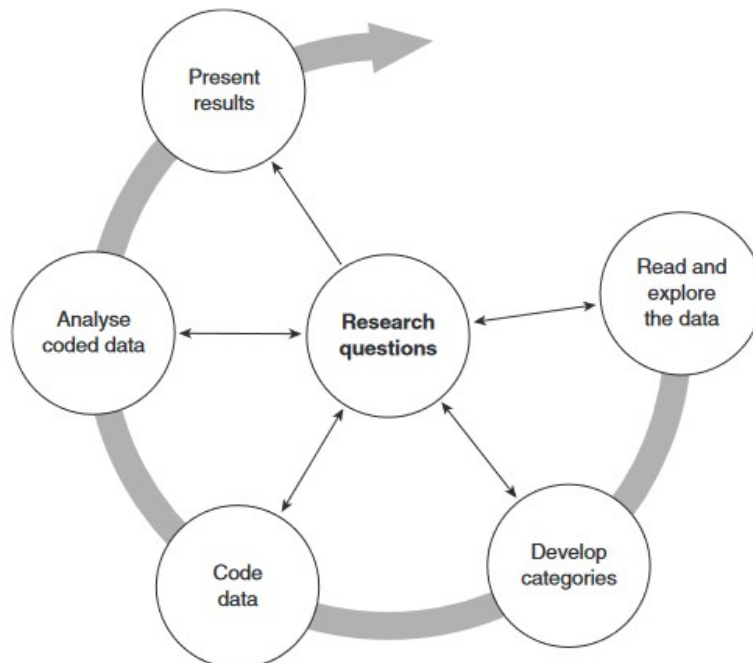 Present
results
Read and
explore
the data
Analyse
coded data
Research
questions
Develop
categories
Code
data